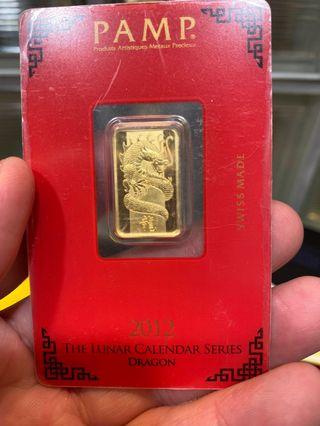 PAMP
Produits Artistiques Métaux Précieux
SWISS MADE
2012
THE LUNAR CALENDAR SERIES
DRAGON